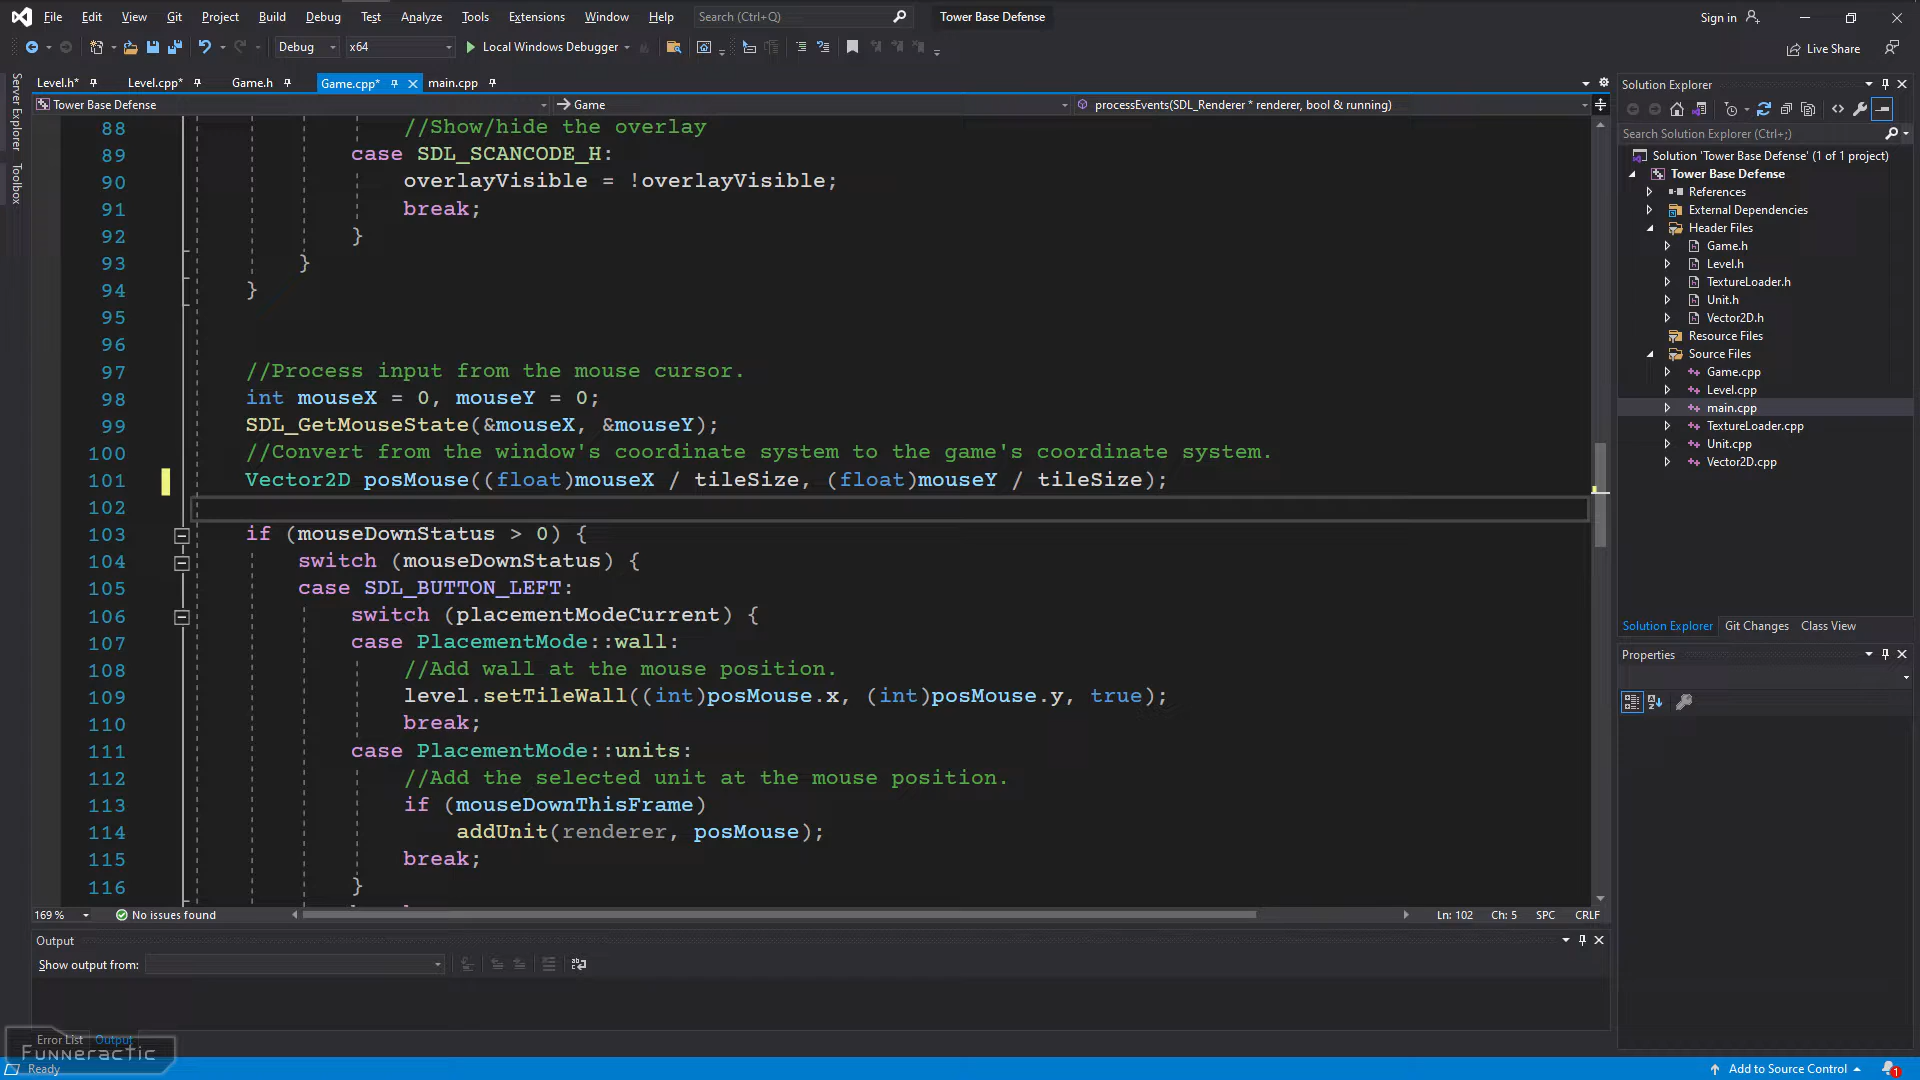 File Edit View Git Project Build Debug Test Analyze Tools Extensions Window Help Search (Ctrl+Q) Tower Base Defense Sign in
Debug x64 Local Windows Debugger Live Share
Level.h* Level.cpp* Game.h Game.cpp* main.cpp
Tower Base Defense Game processEvents(SDL_Renderer * renderer, bool & running)
Server Explorer
Toolbox
88 //Show/hide the overlay
89 case SDL_SCANCODE_H:
90 overlayVisible = !overlayVisible;
91 break;
92 }
93 }
94 }
95
96
97 //Process input from the mouse cursor.
98 int mouseX = 0, mouseY = 0;
99 SDL_GetMouseState(&mouseX, &mouseY);
100 //Convert from the window's coordinate system to the game's coordinate system.
101 Vector2D posMouse((float)mouseX / tileSize, (float)mouseY / tileSize);
102
103 if (mouseDownStatus > 0) {
104 switch (mouseDownStatus) {
105 case SDL_BUTTON_LEFT:
106 switch (placementModeCurrent) {
107 case PlacementMode::wall:
108 //Add wall at the mouse position.
109 level.setTileWall((int)posMouse.x, (int)posMouse.y, true);
110 break;
111 case PlacementMode::units:
112 //Add the selected unit at the mouse position.
113 if (mouseDownThisFrame)
114 addUnit(renderer, posMouse);
115 break;
116 }
169 % No issues found Ln: 102 Ch: 5 SPC CRLF
Output
Show output from:
Error List Output
Funneractic
Ready
Solution Explorer
Search Solution Explorer (Ctrl+;)
Solution 'Tower Base Defense' (1 of 1 project)
Tower Base Defense
References
External Dependencies
Header Files
Game.h
Level.h
TextureLoader.h
Unit.h
Vector2D.h
Resource Files
Source Files
Game.cpp
Level.cpp
main.cpp
TextureLoader.cpp
Unit.cpp
Vector2D.cpp
Solution Explorer Git Changes Class View
Properties
Add to Source Control 1